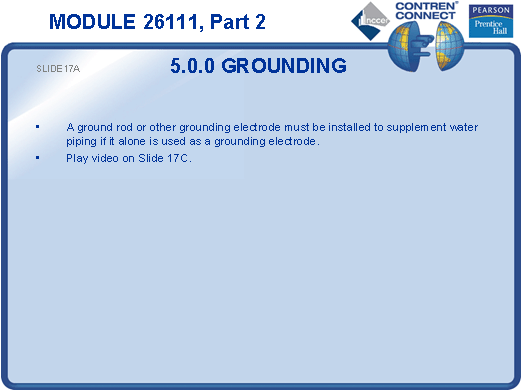 MODULE 26111, Part 2
nccer
CONTREN®
CONNECT
PEARSON
Prentice
Hall
SLIDE 17A
5.0.0 GROUNDING
• A ground rod or other grounding electrode must be installed to supplement water
piping if it alone is used as a grounding electrode.
• Play video on Slide 17C.